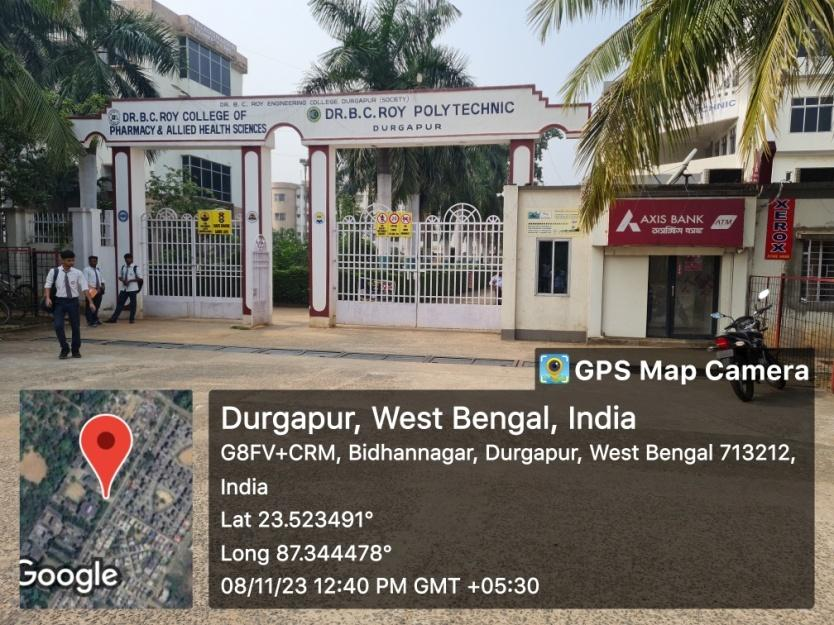 DR. B. C. ROY ENGINEERING COLLEGE, DURGAPUR (SOCIETY)
DR.B.C.ROY COLLEGE OF
PHARMACY & ALLIED HEALTH SCIENCES
DR.B.C.ROY POLYTECHNIC
DURGAPUR
AXIS BANK
ATM
XEROX
GPS Map Camera
Durgapur, West Bengal, India
G8FV+CRM, Bidhannagar, Durgapur, West Bengal 713212,
India
Lat 23.523491°
Long 87.344478°
08/11/23 12:40 PM GMT +05:30
Google